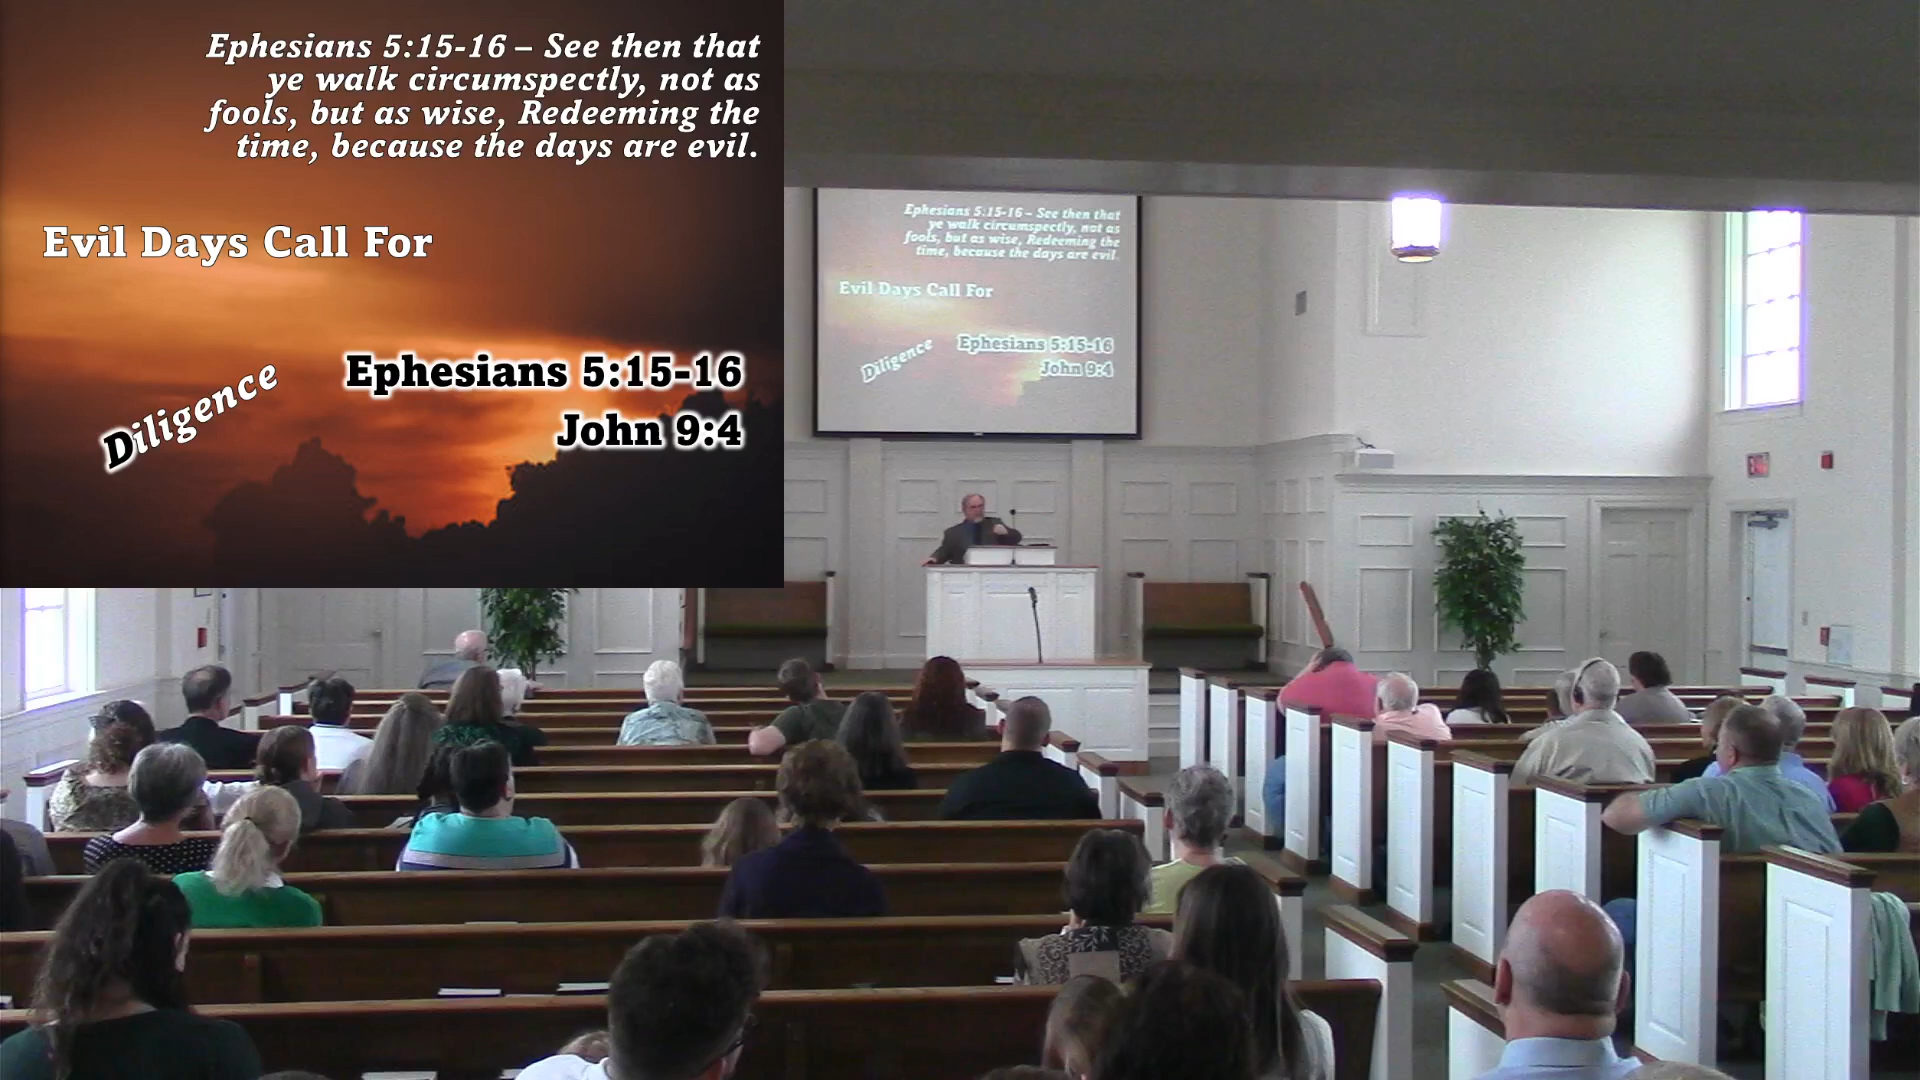 Ephesians 5:15-16 – See then that
ye walk circumspectly, not as
fools, but as wise, Redeeming the
time, because the days are evil.
Evil Days Call For
Diligence
Ephesians 5:15-16
John 9:4
Ephesians 5:15-16 – See then that
ye walk circumspectly, not as
fools, but as wise, Redeeming the
time, because the days are evil.
Evil Days Call For
Diligence
Ephesians 5:15-16
John 9:4